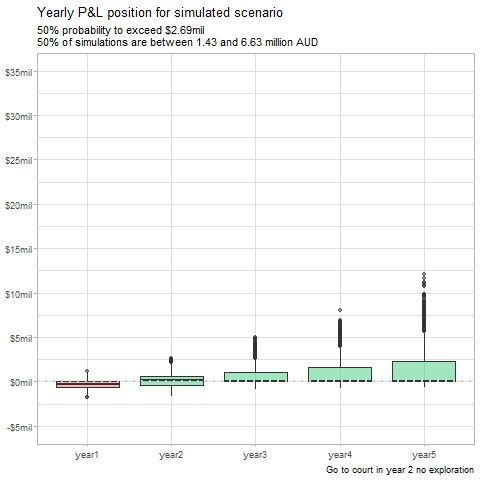 Yearly P&L position for simulated scenario
50% probability to exceed $2.69mil
50% of simulations are between 1.43 and 6.63 million AUD
$35mil
$30mil
$25mil
$20mil
$15mil
$10mil
$5mil
$0mil
-$5mil
year1 year2 year3 year4 year5
Go to court in year 2 no exploration